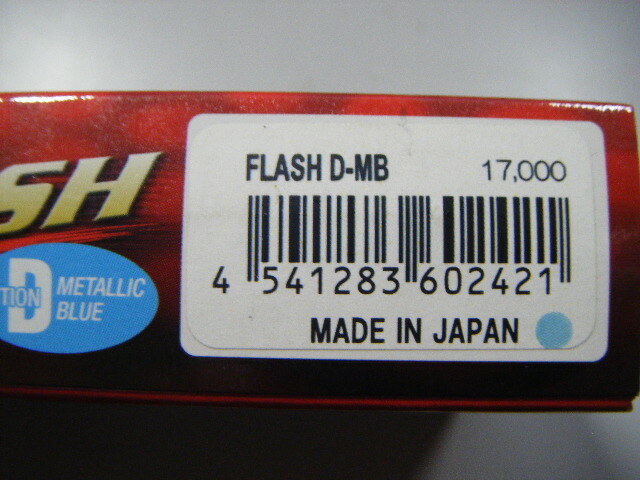 SH
TION D METALLIC
BLUE
FLASH D-MB 17,000
4 541283 602421
MADE IN JAPAN